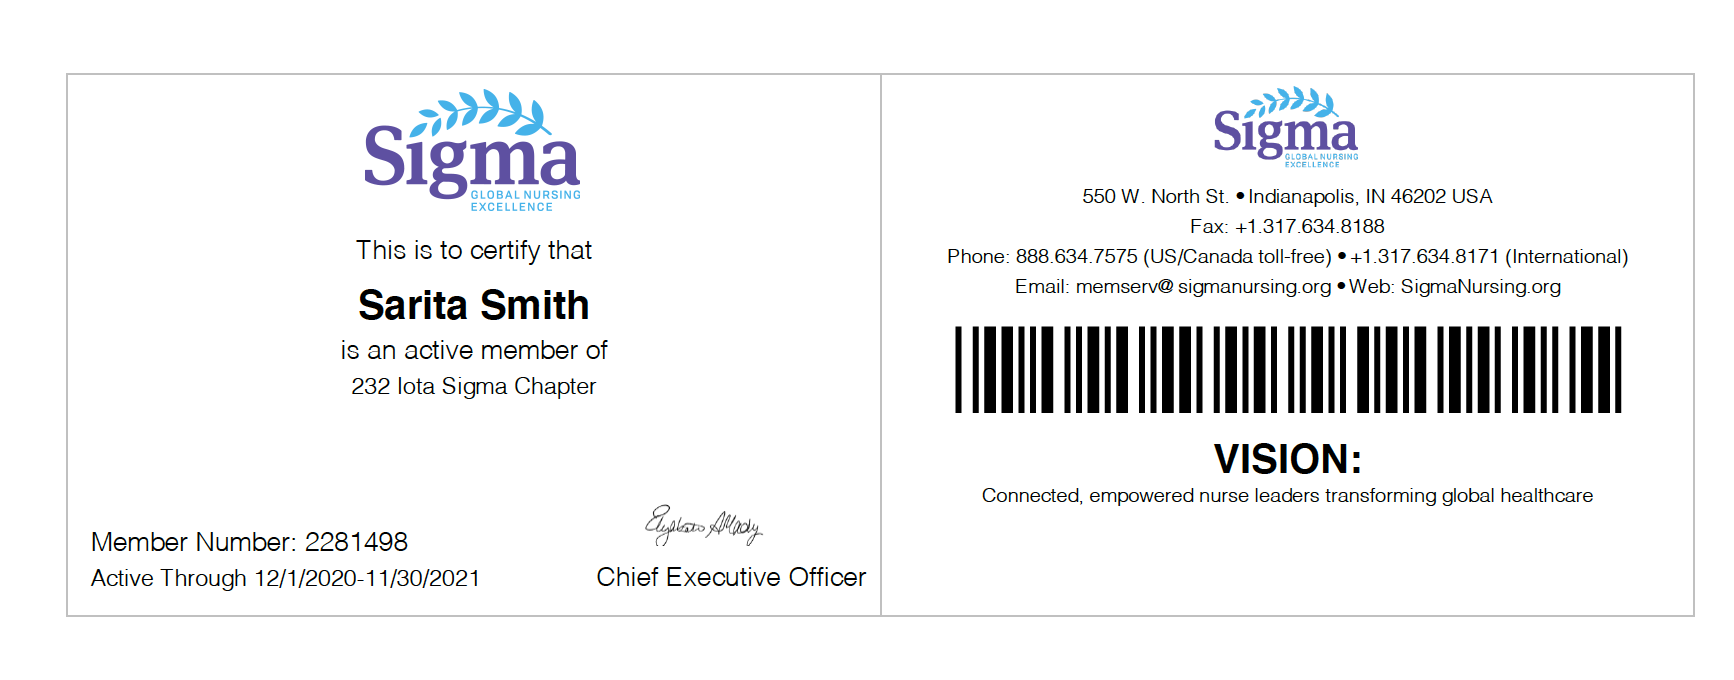 Sigma
GLOBAL NURSING
EXCELLENCE
This is to certify that
Sarita Smith
is an active member of
232 Iota Sigma Chapter
Member Number: 2281498
Active Through 12/1/2020-11/30/2021
Chief Executive Officer
Sigma
GLOBAL NURSING
EXCELLENCE
550 W. North St. • Indianapolis, IN 46202 USA
Fax: +1.317.634.8188
Phone: 888.634.7575 (US/Canada toll-free) • +1.317.634.8171 (International)
Email: memserv@sigmanursing.org • Web: SigmaNursing.org
VISION:
Connected, empowered nurse leaders transforming global healthcare